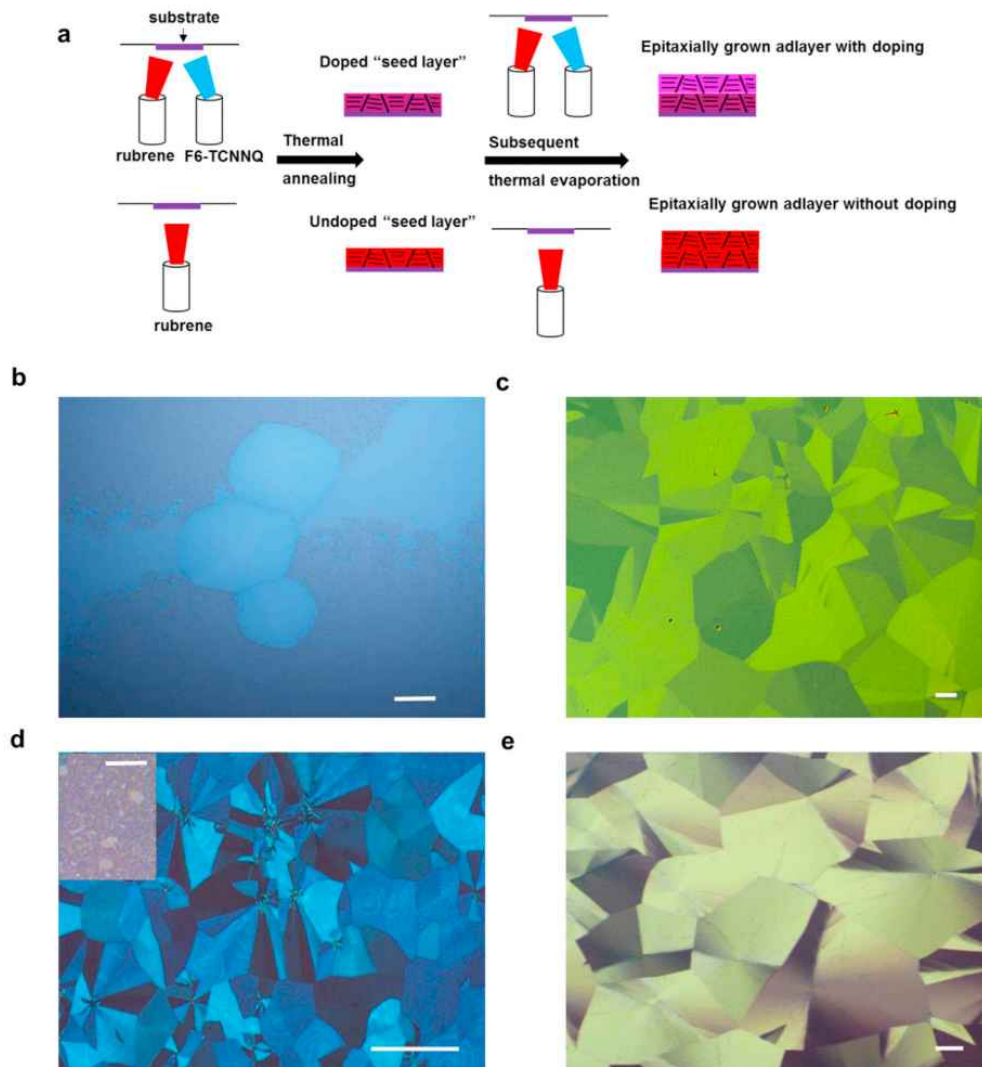 a
substrate
rubrene F6-TCNNQ
Thermal
annealing
Doped “seed layer”
Subsequent
thermal evaporation
Epitaxially grown adlayer with doping
rubrene
Undoped “seed layer”
Epitaxially grown adlayer without doping
b
c
d
e